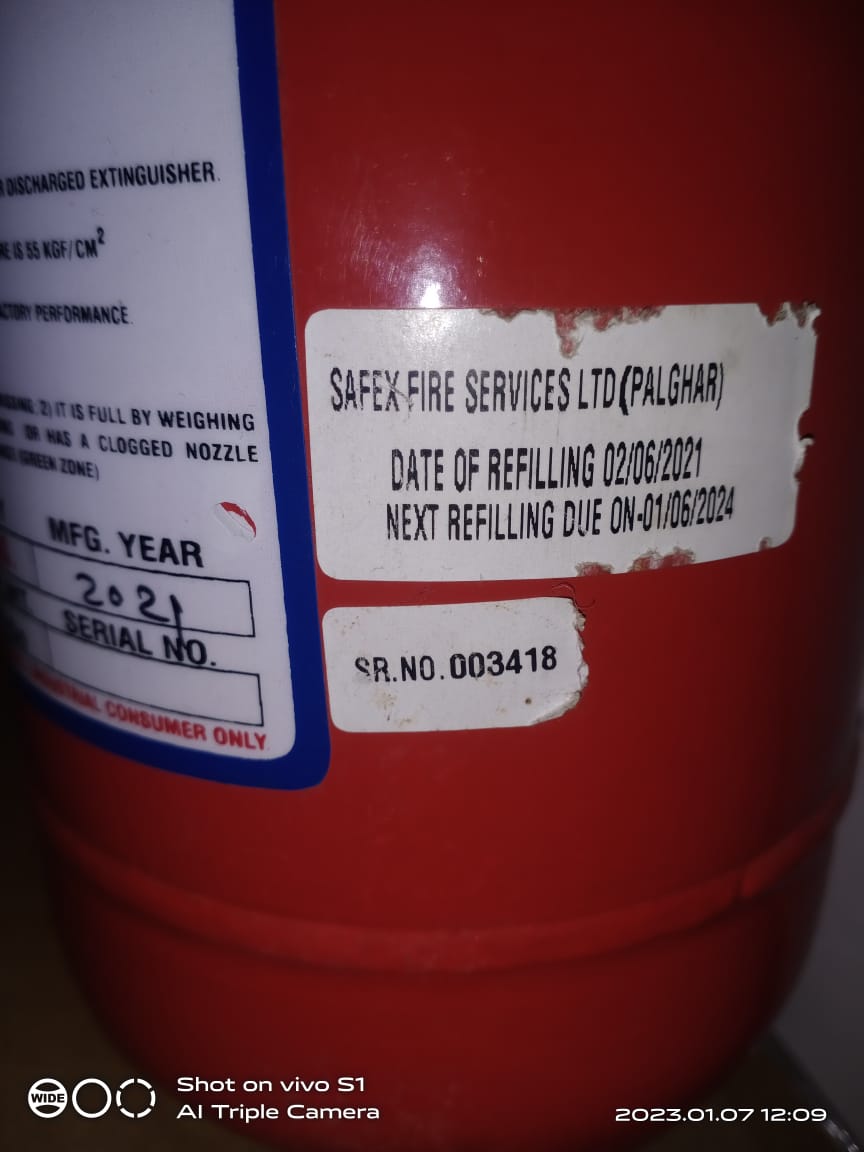 DISCHARGED EXTINGUISHER.
IS 55 KGF/CM²
PERFORMANCE.
2) IT IS FULL BY WEIGHING
OR HAS A CLOGGED NOZZLE
(GREEN ZONE)
MFG. YEAR
2021
SERIAL NO.
CONSUMER ONLY
SAFEX FIRE SERVICES LTD(PALGHAR)
DATE OF REFILLING 02/06/2021
NEXT REFILLING DUE ON-01/06/2024
SR.NO.003418
WIDE
Shot on vivo S1
AI Triple Camera
2023.01.07 12:09